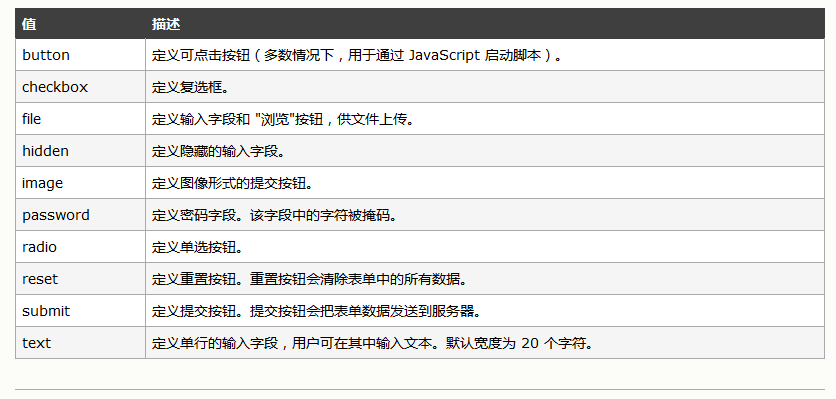 值 描述
button 定义可点击按钮（多数情况下，用于通过 JavaScript 启动脚本）。
checkbox 定义复选框。
file 定义输入字段和 "浏览"按钮，供文件上传。
hidden 定义隐藏的输入字段。
image 定义图像形式的提交按钮。
password 定义密码字段。该字段中的字符被掩码。
radio 定义单选按钮。
reset 定义重置按钮。重置按钮会清除表单中的所有数据。
submit 定义提交按钮。提交按钮会把表单数据发送到服务器。
text 定义单行的输入字段，用户可在其中输入文本。默认宽度为 20 个字符。